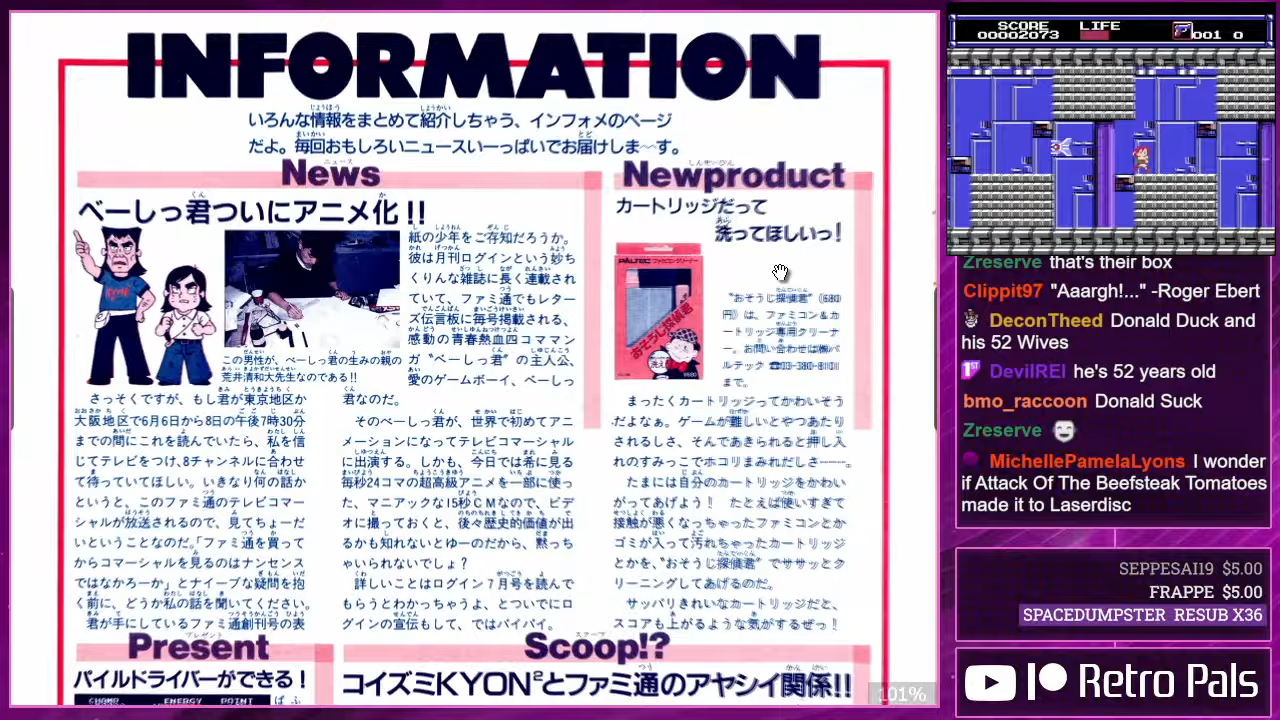 INFORMATION
いろんな情報をまとめて紹介しちゃう、インフォメのページ
だよ。毎回おもしろいニュースいーっぱいでお届けしま〜す。
News
べーしっ君ついにアニメ化!!
紙の少年をご存知だろうか。
彼は月刊ログインという妙ち
くりんな雑誌に長く連載され
ていて、ファミ通でもレター
ズ伝言板に毎号掲載される、
感動の青春熱血四コママン
ガ“べーしっ君”の主人公、
愛のゲームボーイ、べーしっ
君なのだ。
この男性が、べーしっ君の生みの親の
荒井清和大先生なのである!!
さっそくですが、もし君が東京地区か
大阪地区で6月6日から8日の午後7時30分
までの間にこれを読んでいたら、私を信
じてテレビをつけ、8チャンネルに合わせ
て待っていてほしい。いきなり何の話か
というと、このファミ通のテレビコマー
シャルが放送されるので、見てちょーだ
いということなのだ。「ファミ通を買って
からコマーシャルを見るのはナンセンス
ではなかろーか」とナイーブな疑問を抱
く前に、どうか私の話を聞いてください。
君が手にしているファミ通創刊号の表
そのべーしっ君が、世界で初めてアニ
メーションになってテレビコマーシャル
に出演する。しかも、今日では希に見る
毎秒24コマの超高級アニメを一部に使っ
た、マニアックな15秒CMなので、ビデ
オに撮っておくと、後々歴史的価値が出
るかも知れないとゆーのだから、黙っち
ゃいられないでしょ?
詳しいことはログイン7月号を読んで
もらうとわかっちゃうよ、とついでにロ
グインの宣伝もして、ではバイバイ。
Newproduct
カートリッジだって
洗ってほしいっ!
PALTEC
おそうじ探偵君
“おそうじ探偵君”(680
円)は、ファミコン&カ
ートリッジ専用クリーナ
ー。お問い合わせは㈱パ
ルテック
まで。
まったくカートリッジってかわいそう
だよなぁ。ゲームが難しいとやつあたり
されるしさ、そんであきられると押し入
れのすみっこでホコリまみれだしさ――。
たまには自分のカートリッジをかわい
がってあげよう! たとえば使いすぎて
接触が悪くなっちゃったファミコンとか
ゴミが入って汚れちゃったカートリッジ
とかを、“おそうじ探偵君”でササッとク
リーニングしてあげるのだ。
サッパリきれいなカートリッジだと、
スコアも上がるような気がするぜっ!
Present
パイルドライバーができる!
CHAMP ENERGY POINT
Scoop!?
コイズミKYON²とファミ通のアヤシイ関係!!
101%
SCORE LIFE
00002073 001 0
Zreserve that's their box
Clippit97 "Aaargh!..." -Roger Ebert
DeconTheed Donald Duck and
his 52 Wives
DevilREI he's 52 years old
bmo_raccoon Donald Suck
Zreserve
MichellePamelaLyons I wonder
if Attack Of The Beefsteak Tomatoes
made it to Laserdisc
SEPPESAI19 $5.00
FRAPPE $5.00
SPACEDUMPSTER RESUB X36
Retro Pals